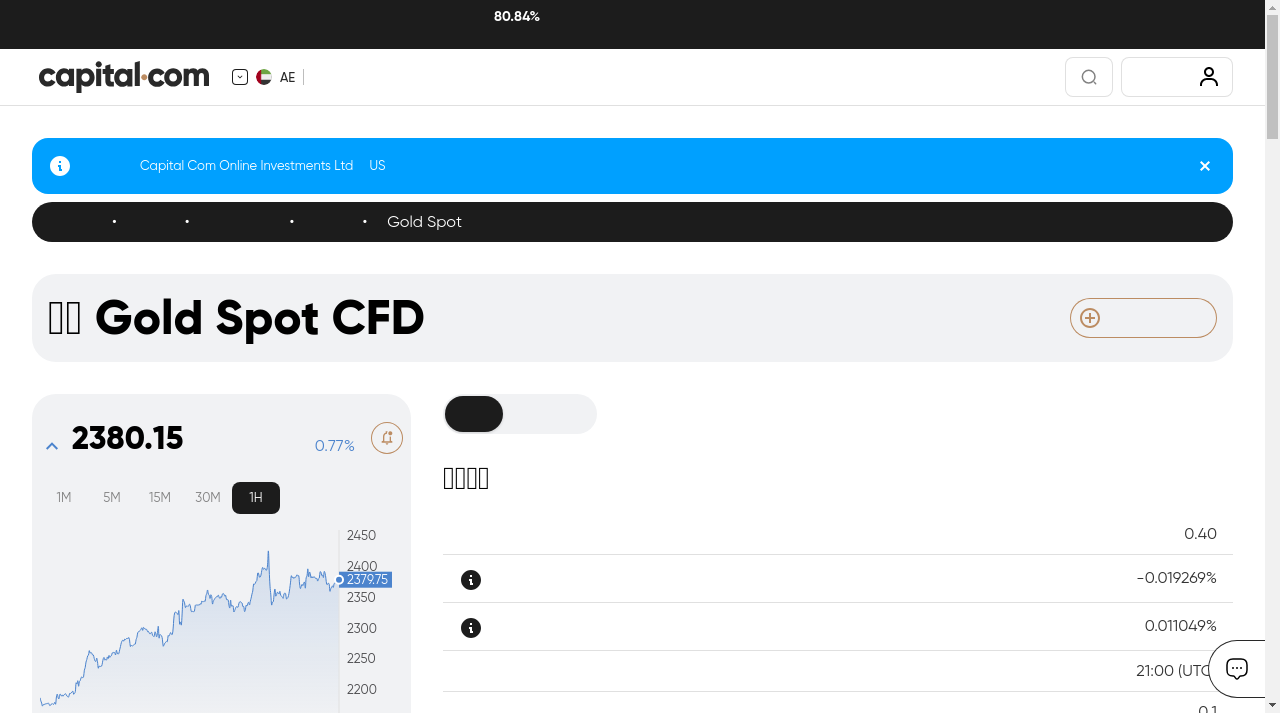 80.84%
capital.com
AE
Capital Com Online Investments Ltd US
Gold Spot
Gold Spot CFD
2380.15
0.77%
1M 5M 15M 30M 1H
2450
2400
2379.75
2350
2300
2250
2200
0.40
-0.019269%
0.011049%
21:00 (UTC
0.1